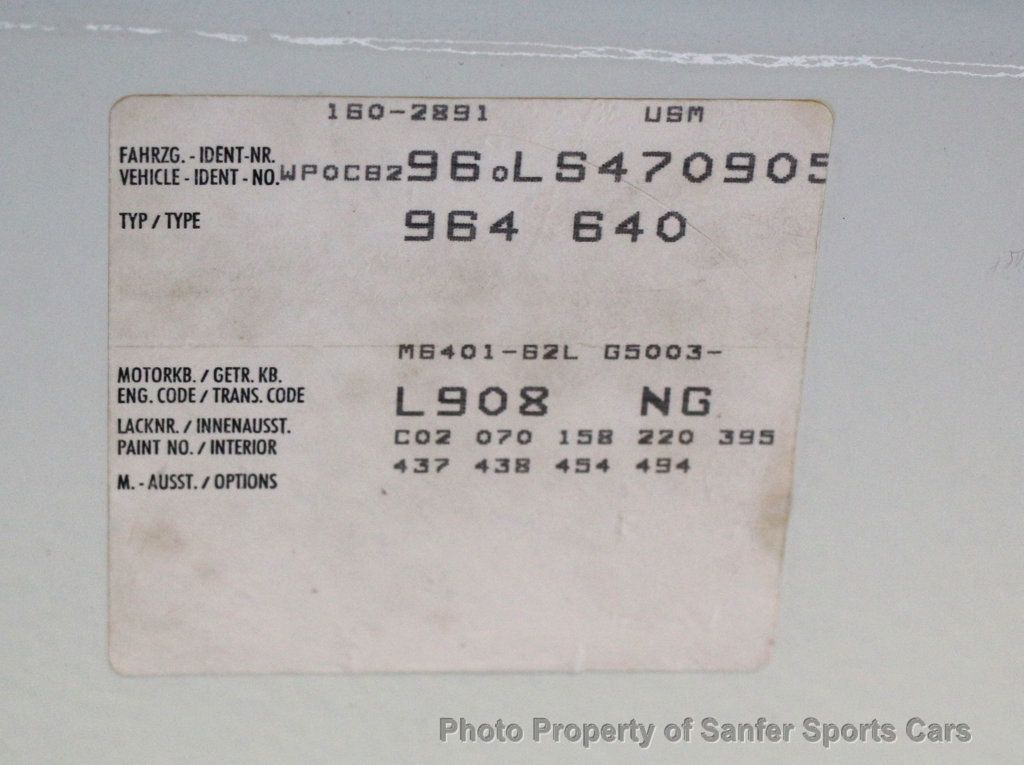 160-2891 USM
FAHRZG. - IDENT-NR.
VEHICLE - IDENT - NO. WP0CB2960LS470905
TYP / TYPE 964 640
M6401-62L G5003-
MOTORKB. / GETR. KB.
ENG. CODE / TRANS. CODE L908 NG
LACKNR. / INNENAUSST.
PAINT NO. / INTERIOR C02 070 158 220 395
437 438 454 494
M. - AUSST. / OPTIONS
Photo Property of Sanfer Sports Cars